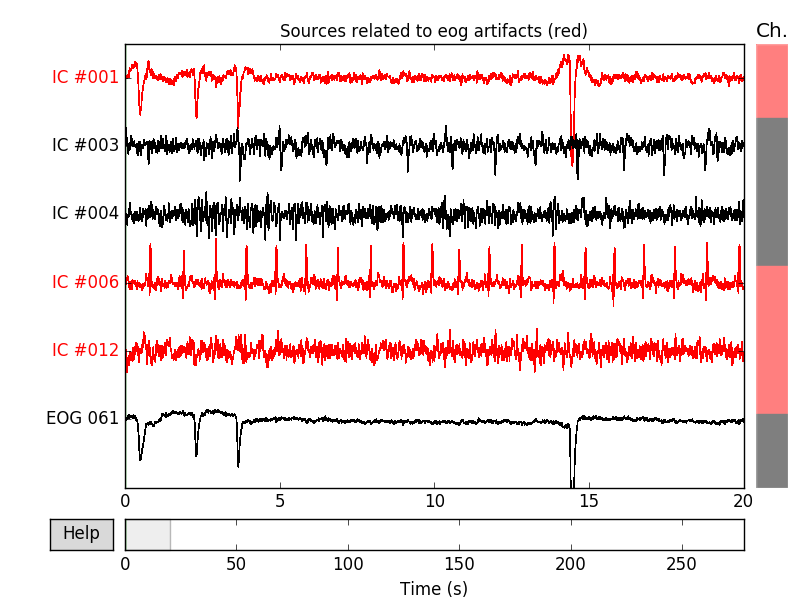 Sources related to eog artifacts (red)
Ch.
IC #001
IC #003
IC #004
IC #006
IC #012
EOG 061
0 5 10 15 20
Help
0 50 100 150 200 250
Time (s)